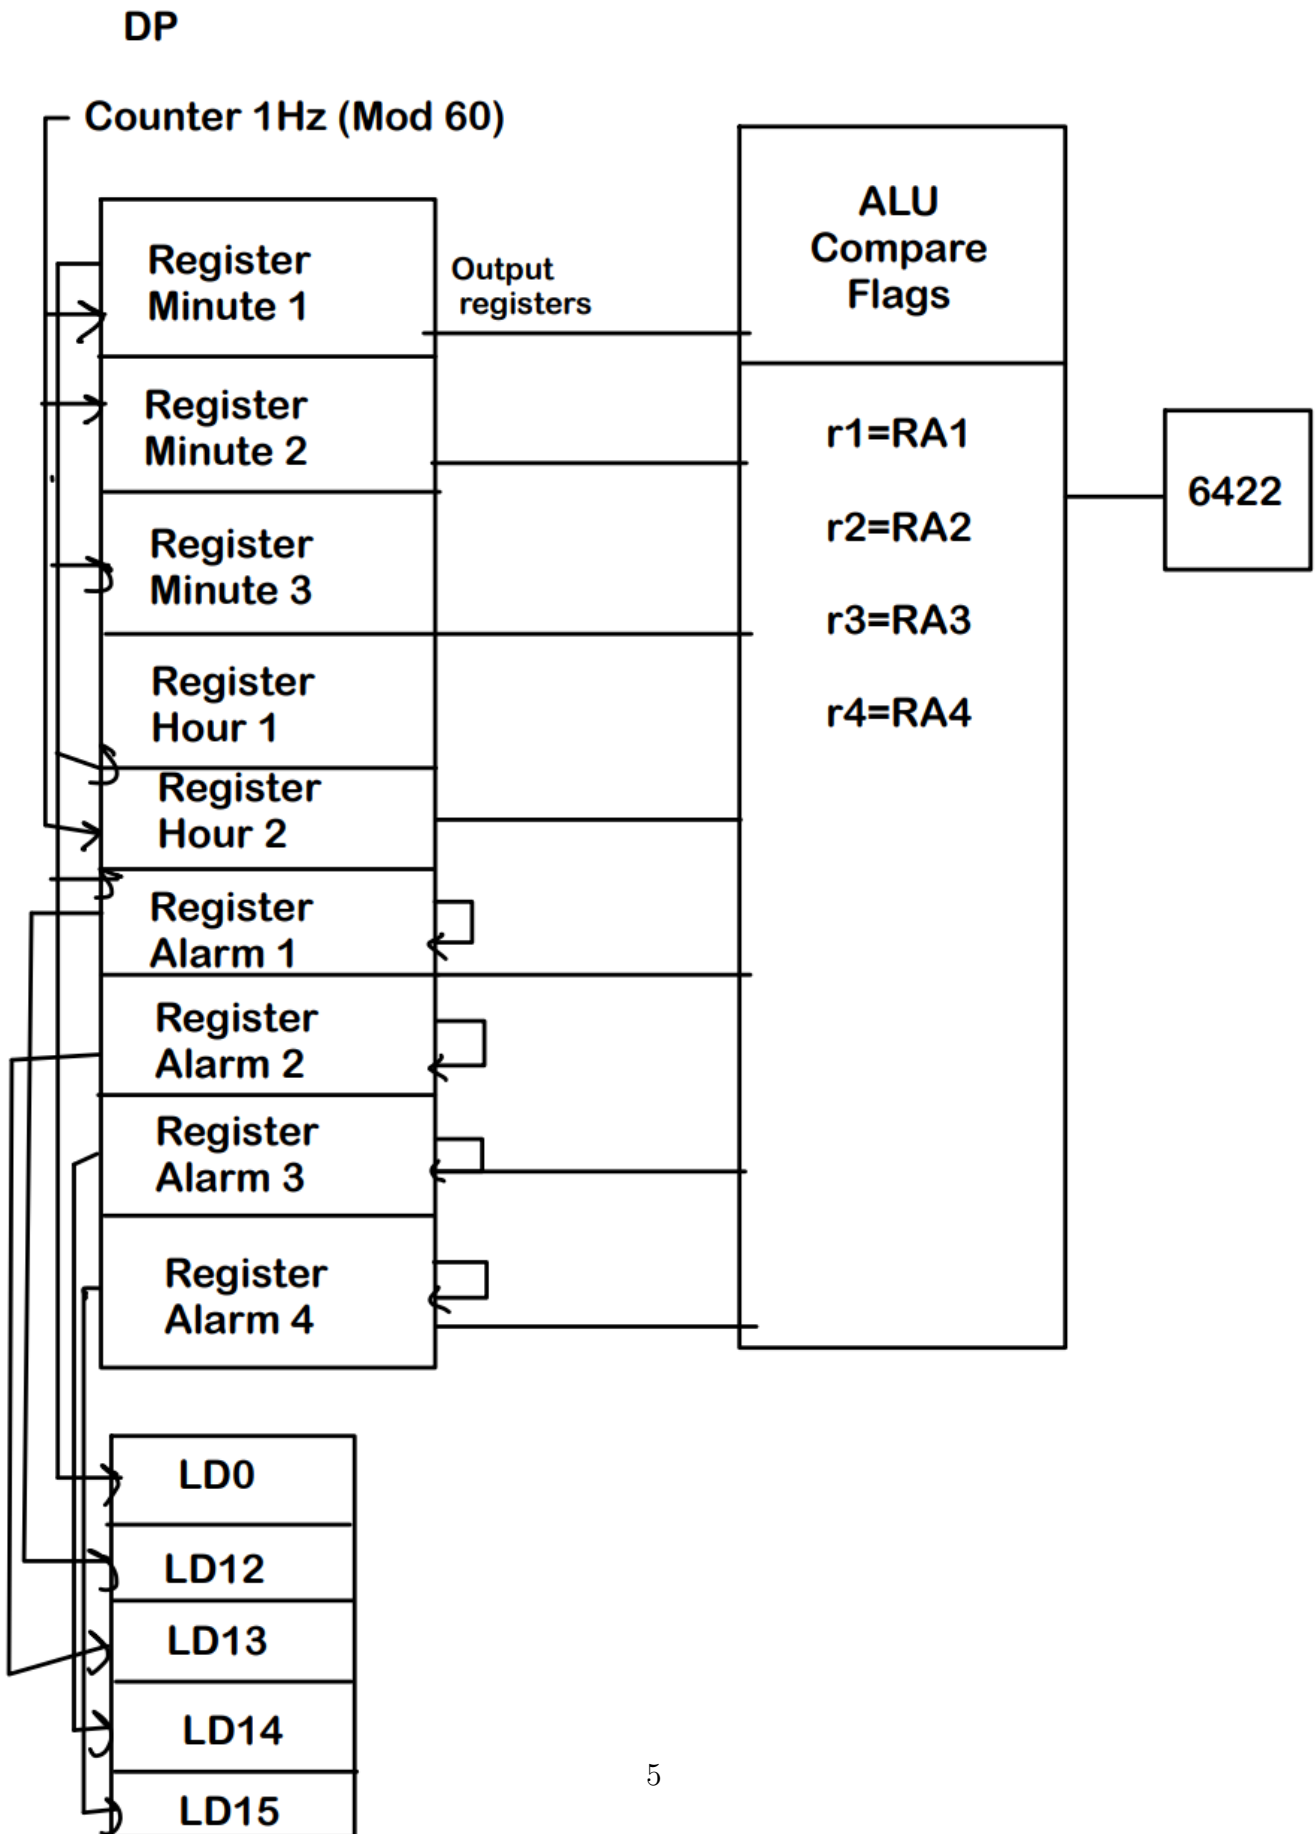 DP
Counter 1Hz (Mod 60)
Register
Minute 1
Output
registers
Register
Minute 2
Register
Minute 3
Register
Hour 1
Register
Hour 2
Register
Alarm 1
Register
Alarm 2
Register
Alarm 3
Register
Alarm 4
ALU
Compare
Flags
r1=RA1
r2=RA2
r3=RA3
r4=RA4
6422
LD0
LD12
LD13
LD14
LD15
5